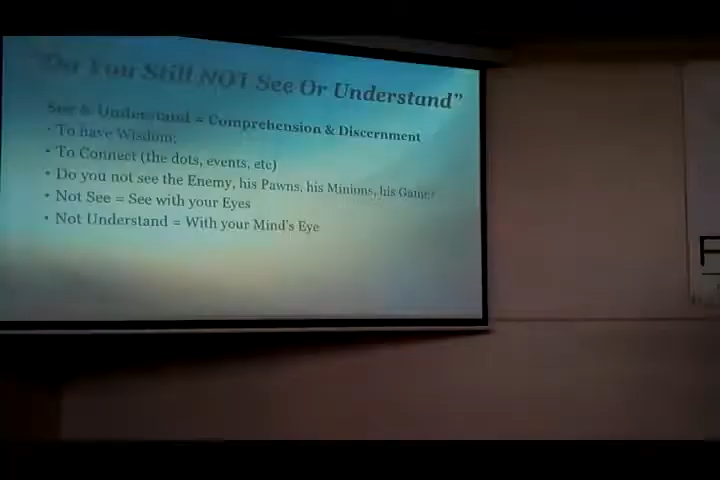 "Do You Still NOT See Or Understand"
See & Understand = Comprehension & Discernment
• To have Wisdom;
• To Connect (the dots, events, etc)
• Do you not see the Enemy, his Pawns, his Minions, his Game?
• Not See = See with your Eyes
• Not Understand = With your Mind's Eye
F